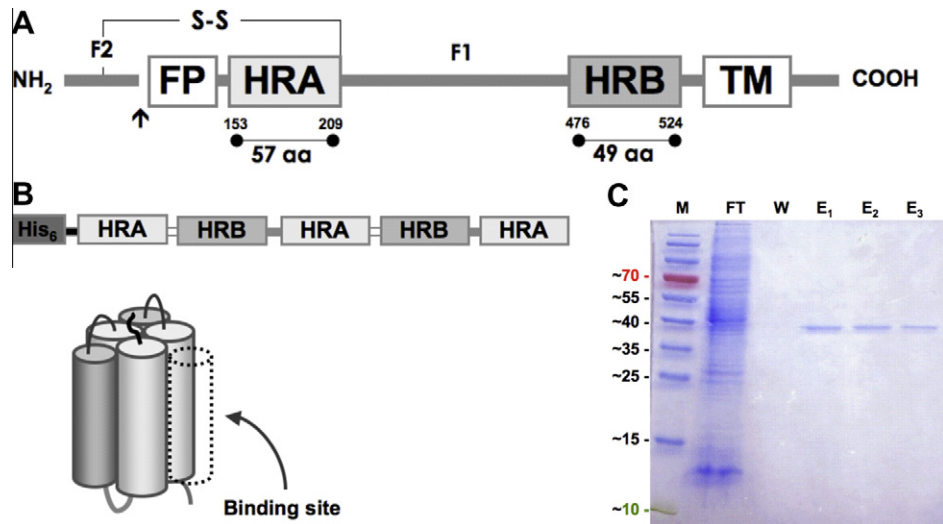 A
S-S
F2
F1
NH₂
FP
HRA
HRB
TM
COOH
153
209
476
524
57 aa
49 aa
B
His₆
HRA
HRB
HRA
HRB
HRA
Binding site
C
M
FT
W
E₁
E₂
E₃
~70 -
~55 -
~40 -
~35 -
~25 -
~15 -
~10 -